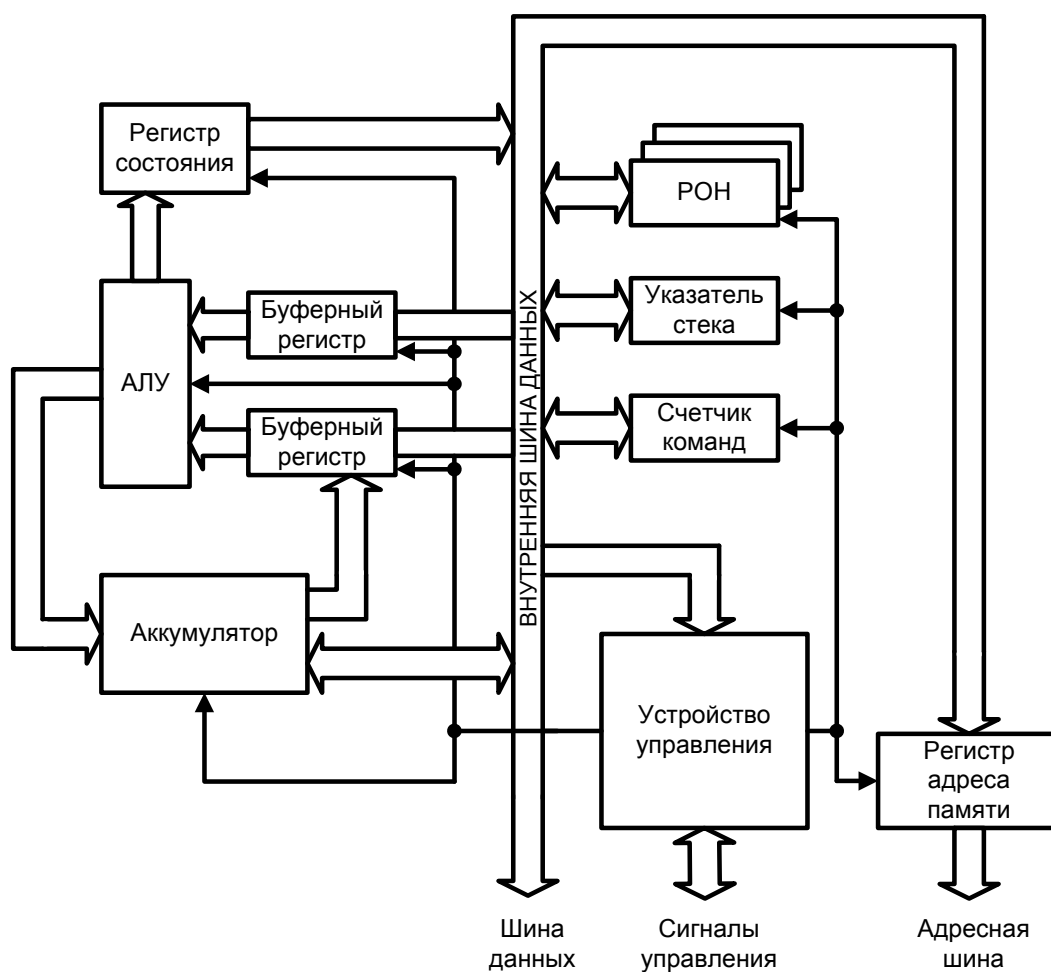 Регистр
состояния
РОН
Указатель
стека
Буферный
регистр
АЛУ
Буферный
регистр
Счетчик
команд
ВНУТРЕННЯЯ ШИНА ДАННЫХ
Аккумулятор
Устройство
управления
Регистр
адреса
памяти
Шина
данных
Сигналы
управления
Адресная
шина